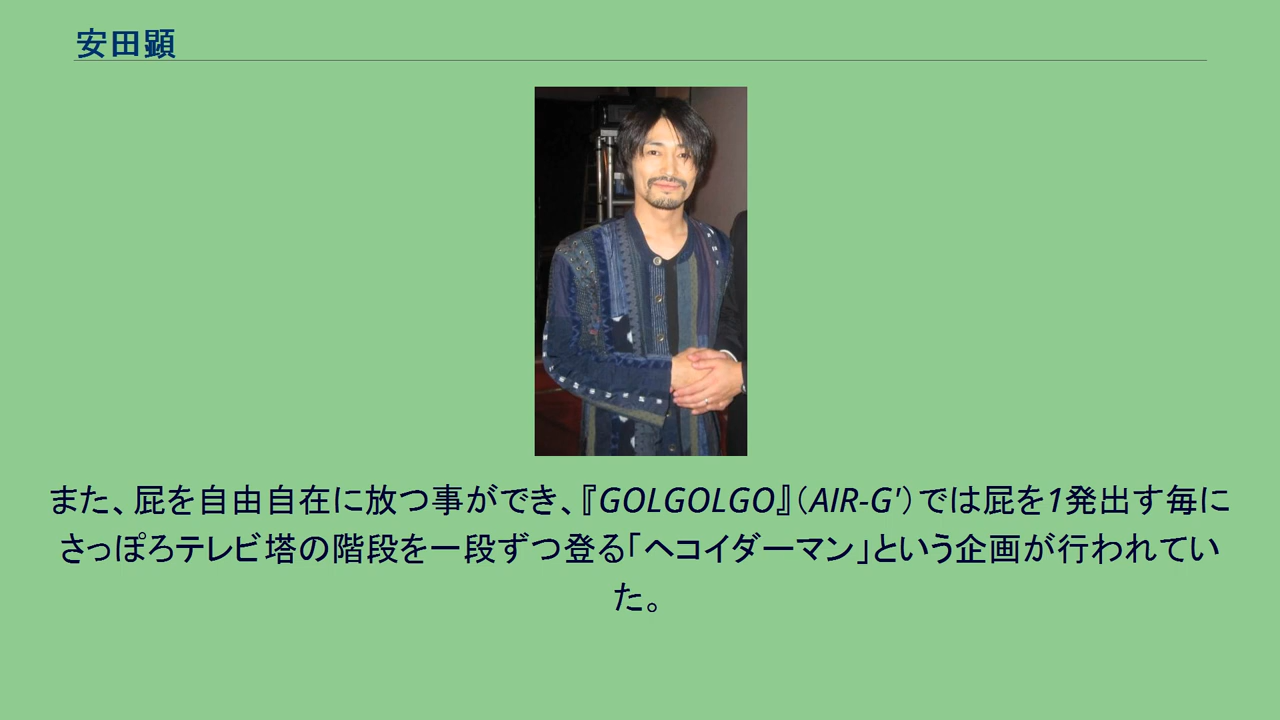 安田顕
また、屁を自由自在に放つ事ができ、『GOLGOLGO』（AIR-G'）では屁を1発出す毎に
さっぽろテレビ塔の階段を一段ずつ登る「ヘコイダーマン」という企画が行われてい
た。